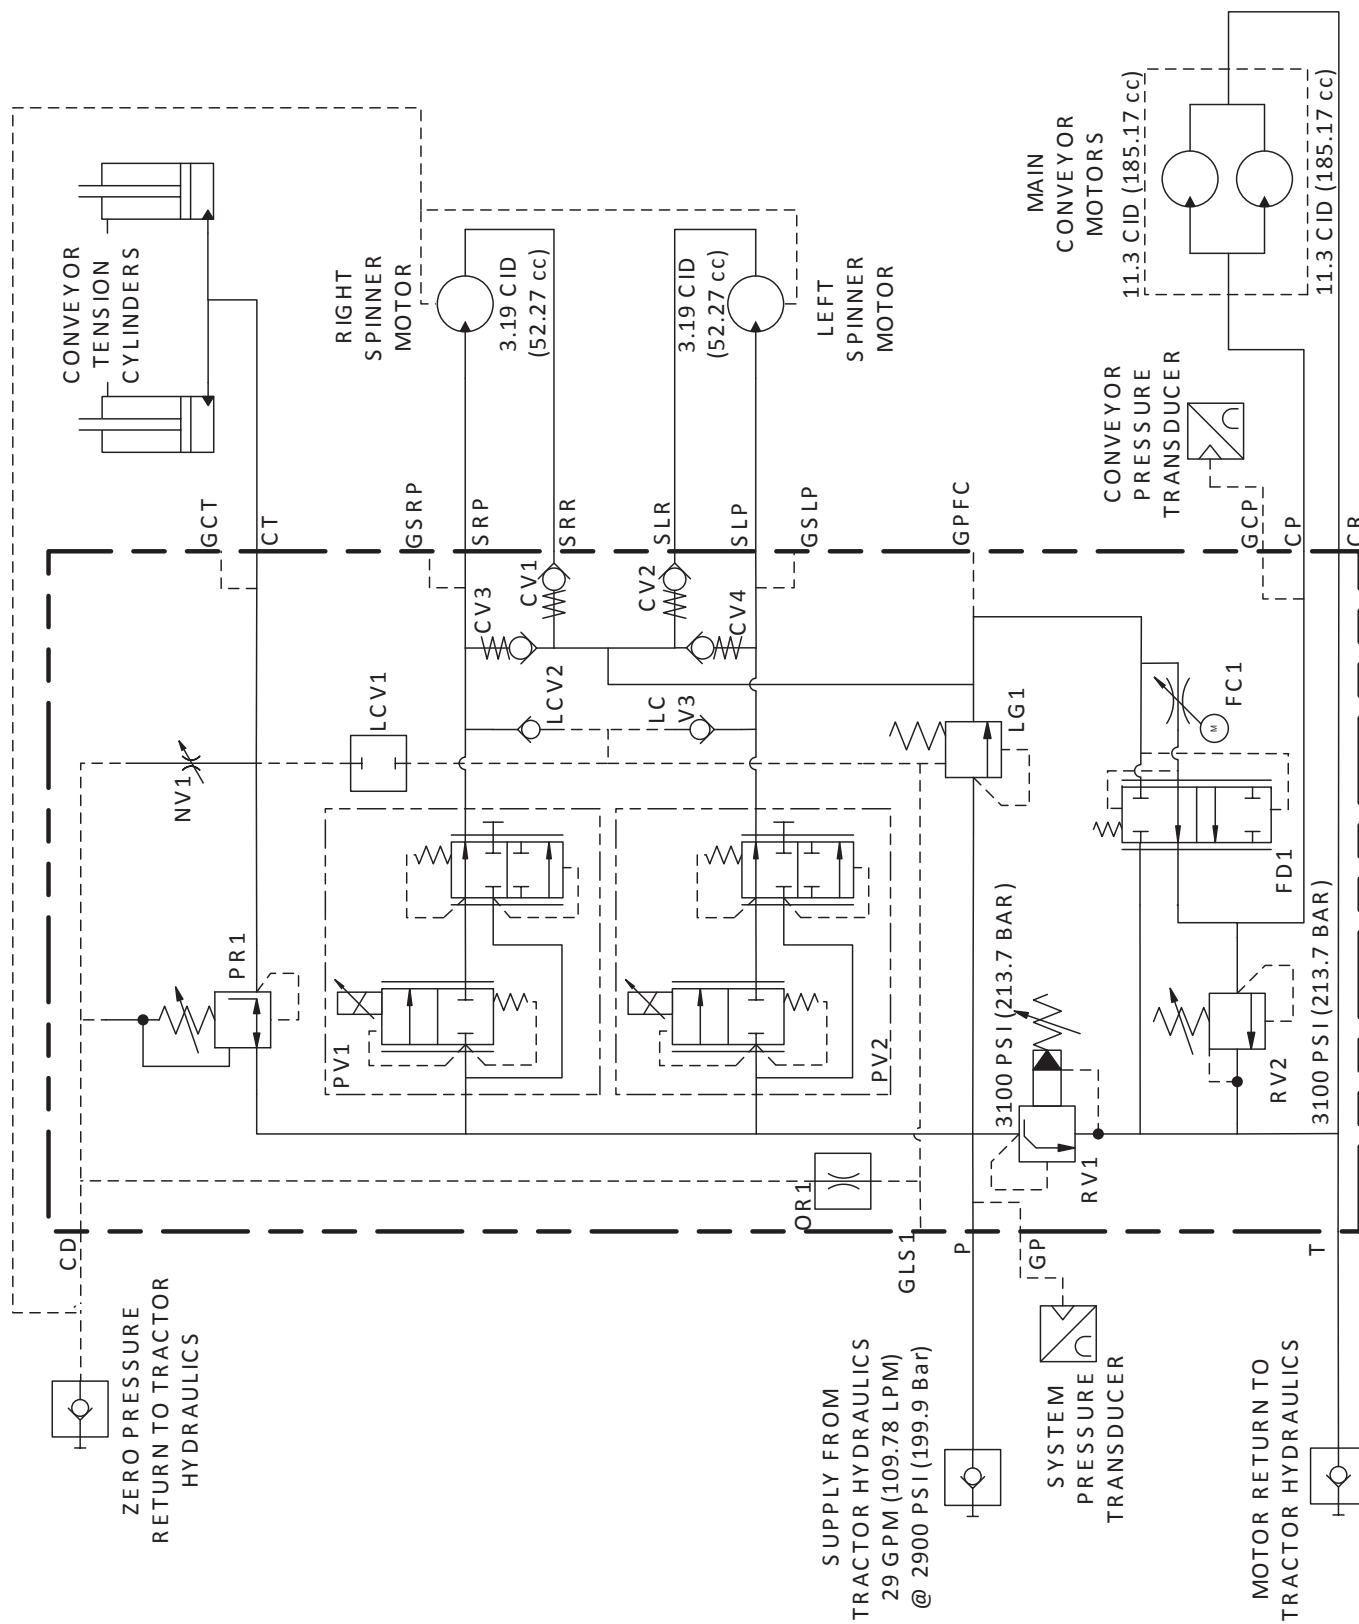 CONVEYOR
TENSION
CYLINDERS
RIGHT
SPINNER
MOTOR
3.19 CID
(52.27 cc)
3.19 CID
(52.27 cc)
LEFT
SPINNER
MOTOR
MAIN
CONVEYOR
MOTORS
11.3 CID (185.17 cc)
11.3 CID (185.17 cc)
CONVEYOR
PRESSURE
TRANSDUCER
GCT
CT
GSRP
SRP
SRR
SLR
SLP
GSLP
GPFC
GCP
CP
CR
CV3
CV1
CV2
CV4
LCV1
LCV2
LC
V3
NV1
LG1
FC1
M
PR1
PV1
PV2
FD1
3100 PSI (213.7 BAR)
RV1
RV2
3100 PSI (213.7 BAR)
OR1
CD
GLS1
P
GP
T
ZERO PRESSURE
RETURN TO TRACTOR
HYDRAULICS
SUPPLY FROM
TRACTOR HYDRAULICS
29 GPM (109.78 LPM)
@ 2900 PSI (199.9 Bar)
SYSTEM
PRESSURE
TRANSDUCER
MOTOR RETURN TO
TRACTOR HYDRAULICS